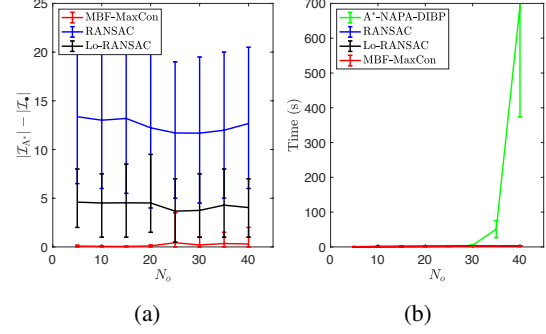 25
20
15
10
5
0
|I_A*| − |I_•|
MBF-MaxCon
RANSAC
Lo-RANSAC
0 10 20 30 40
N_o
(a)
700
600
500
400
300
200
100
0
Time (s)
A*-NAPA-DIBP
RANSAC
Lo-RANSAC
MBF-MaxCon
0 10 20 30 40
N_o
(b)